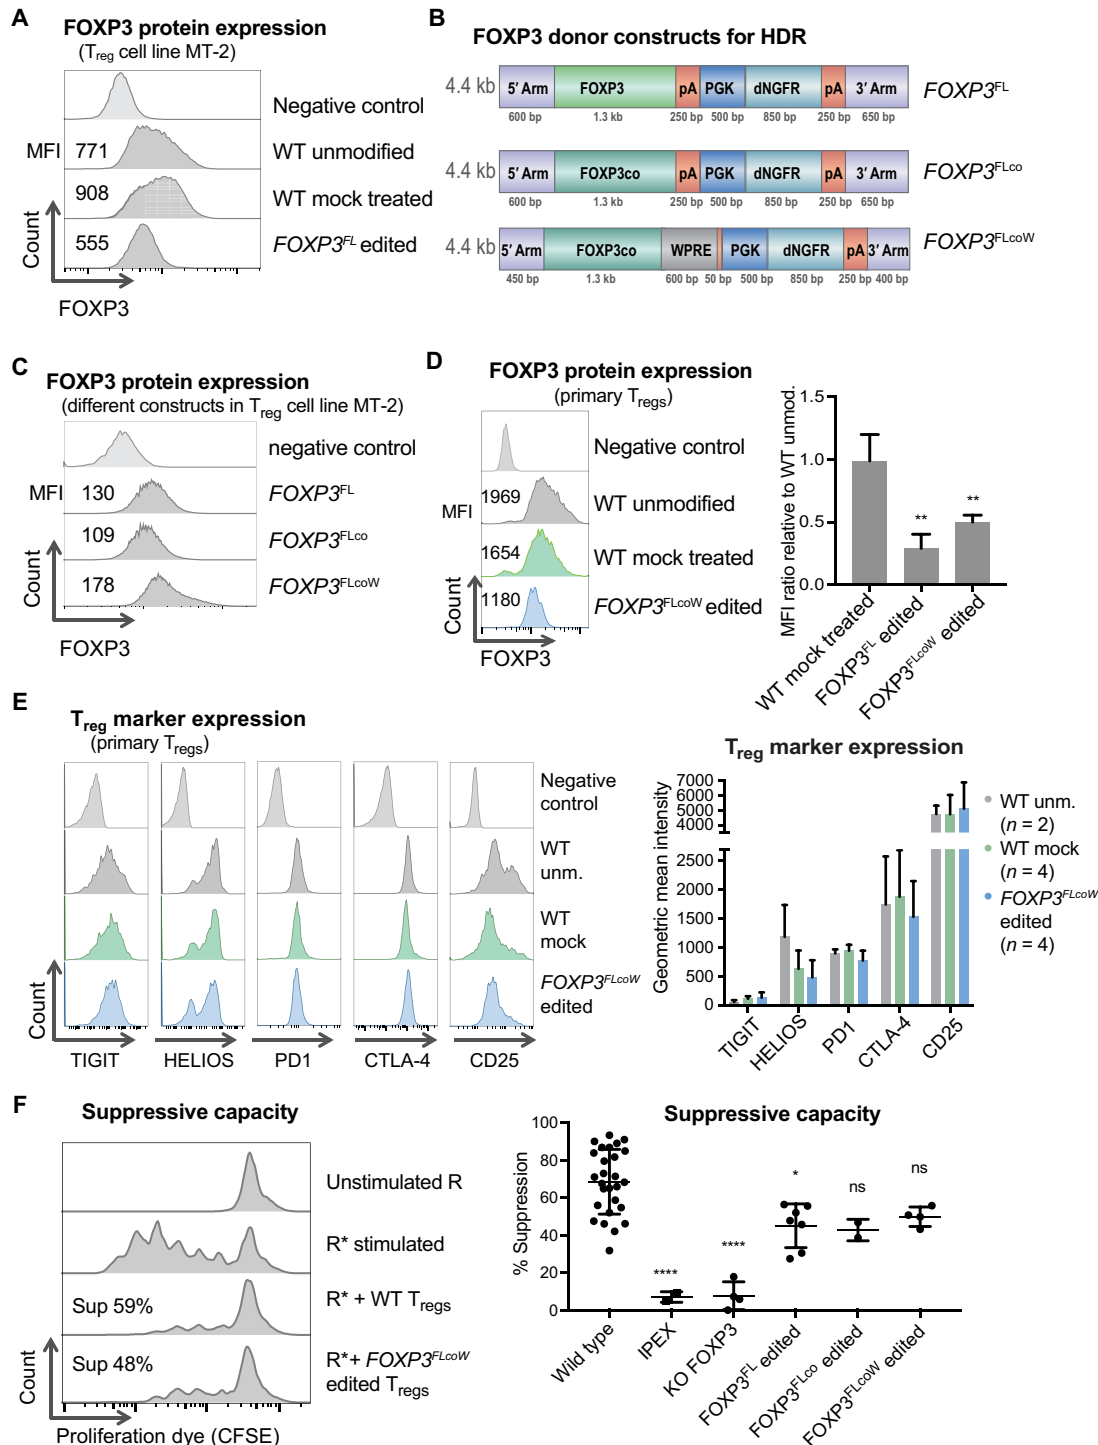 A
FOXP3 protein expression
(Treg cell line MT-2)
Negative control
MFI
771
WT unmodified
908
WT mock treated
555
FOXP3FL edited
Count
FOXP3
B
FOXP3 donor constructs for HDR
4.4 kb
5′ Arm FOXP3 pA PGK dNGFR pA 3′ Arm
FOXP3FL
600 bp 1.3 kb 250 bp 500 bp 850 bp 250 bp 650 bp
4.4 kb
5′ Arm FOXP3co pA PGK dNGFR pA 3′ Arm
FOXP3FLco
600 bp 1.3 kb 250 bp 500 bp 850 bp 250 bp 650 bp
4.4 kb
5′ Arm FOXP3co WPRE PGK dNGFR pA 3′ Arm
FOXP3FLcoW
450 bp 1.3 kb 600 bp 50 bp 500 bp 850 bp 250 bp 400 bp
C
FOXP3 protein expression
(different constructs in Treg cell line MT-2)
negative control
MFI
130
FOXP3FL
109
FOXP3FLco
178
FOXP3FLcoW
Count
FOXP3
D
FOXP3 protein expression
(primary Tregs)
Negative control
MFI
1969
WT unmodified
1654
WT mock treated
1180
FOXP3FLcoW edited
Count
FOXP3
MFI ratio relative to WT unmod.
1.5
1.0
0.5
0.0
**
**
WT mock treated
FOXP3FL edited
FOXP3FLcoW edited
E
Treg marker expression
(primary Tregs)
Negative
control
WT
unm.
WT
mock
FOXP3FLcoW
edited
Count
TIGIT
HELIOS
PD1
CTLA-4
CD25
Treg marker expression
Geometric mean intensity
7000
6000
5000
4000
2500
2000
1500
1000
500
0
TIGIT
HELIOS
PD1
CTLA-4
CD25
WT unm.
(n = 2)
WT mock
(n = 4)
FOXP3FLcoW
edited
(n = 4)
F
Suppressive capacity
Unstimulated R
R* stimulated
Sup 59%
R* + WT Tregs
Sup 48%
R*+ FOXP3FLcoW
edited Tregs
Count
Proliferation dye (CFSE)
Suppressive capacity
% Suppression
100
80
60
40
20
0
****
****
*
ns
ns
Wild type
IPEX
KO FOXP3
FOXP3FL edited
FOXP3FLco edited
FOXP3FLcoW edited